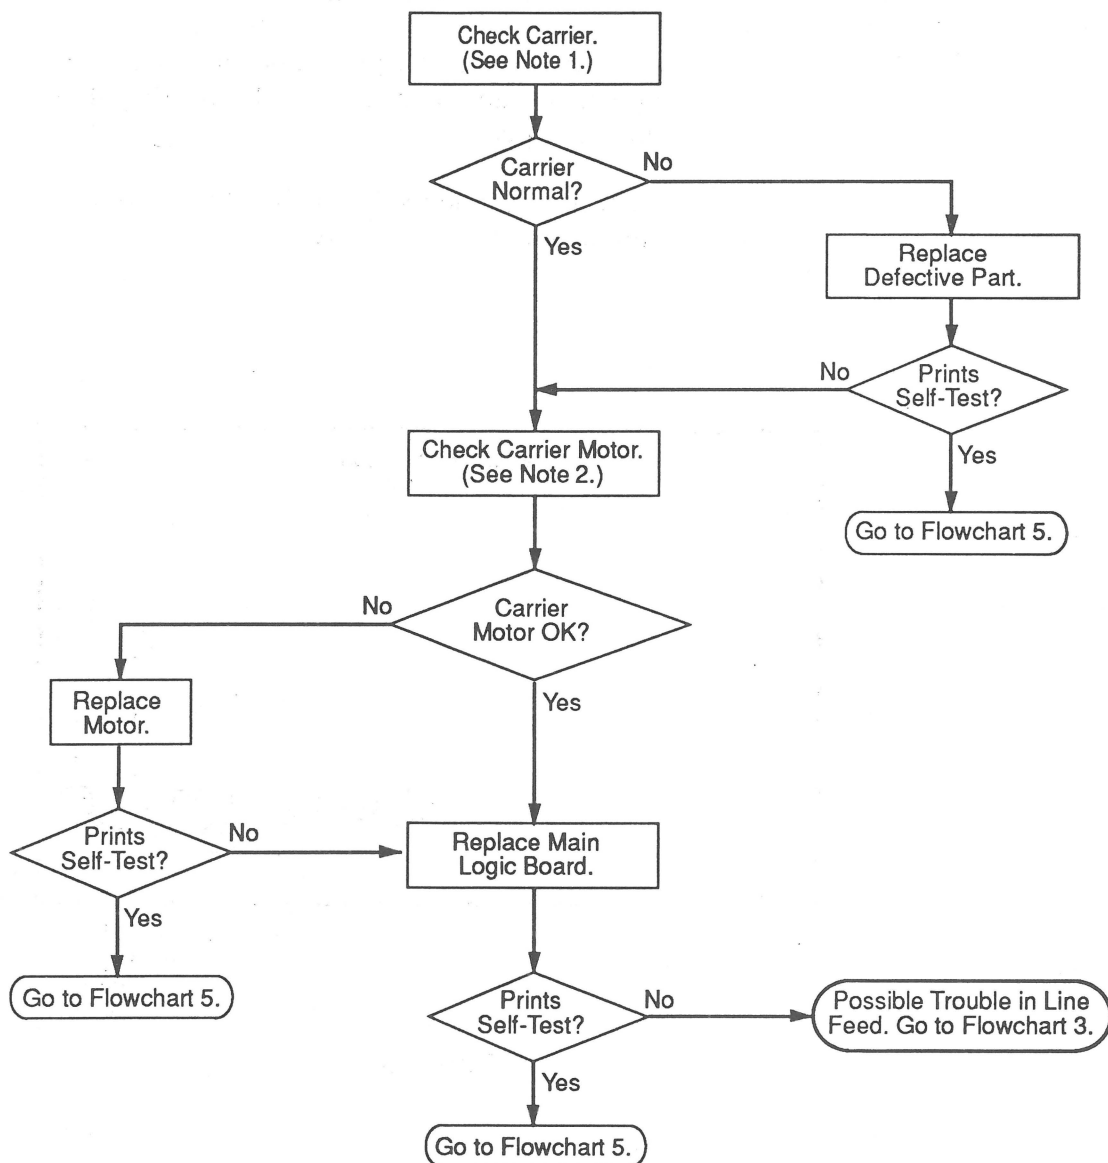 Check Carrier.
(See Note 1.)
Carrier
Normal?
No
Yes
Replace
Defective Part.
Prints
Self-Test?
No
Yes
Go to Flowchart 5.
Check Carrier Motor.
(See Note 2.)
Carrier
Motor OK?
No
Yes
Replace
Motor.
Prints
Self-Test?
No
Yes
Go to Flowchart 5.
Replace Main
Logic Board.
Prints
Self-Test?
No
Yes
Possible Trouble in Line
Feed. Go to Flowchart 3.
Go to Flowchart 5.